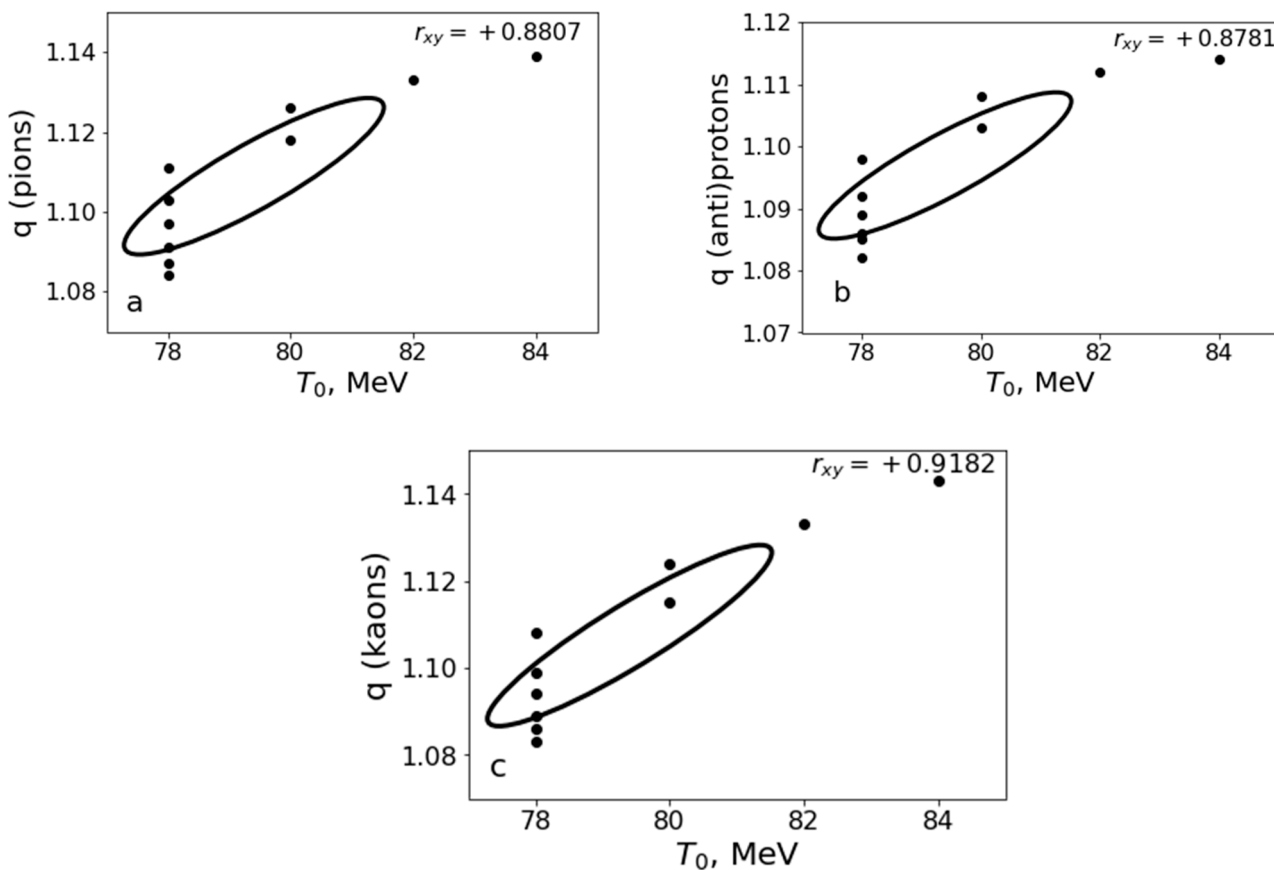 r_xy = +0.8807
1.14
1.12
1.10
1.08
q (pions)
a
78 80 82 84
T_0, MeV
r_xy = +0.8781
1.12
1.11
1.10
1.09
1.08
1.07
q (anti)protons
b
78 80 82 84
T_0, MeV
r_xy = +0.9182
1.14
1.12
1.10
1.08
q (kaons)
c
78 80 82 84
T_0, MeV